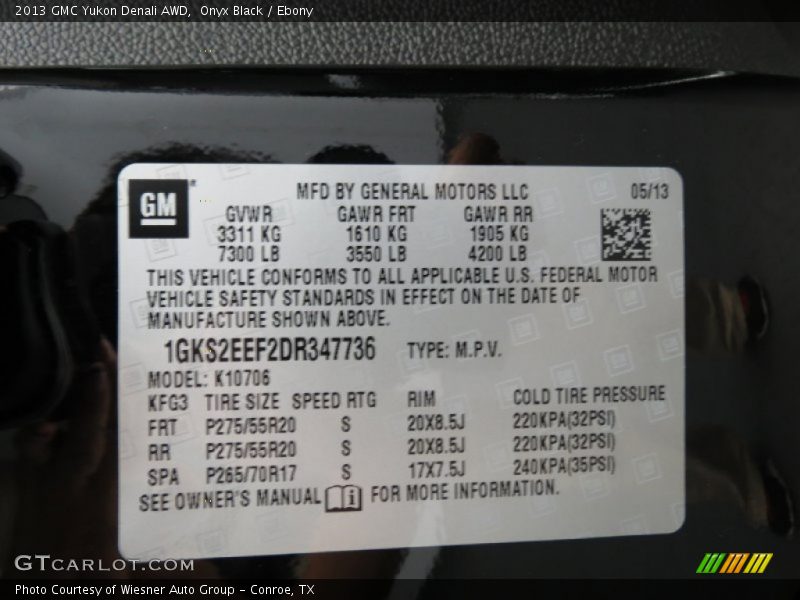 2013 GMC Yukon Denali AWD, Onyx Black / Ebony
GM MFD BY GENERAL MOTORS LLC 05/13
GVWR GAWR FRT GAWR RR
3311 KG 1610 KG 1905 KG
7300 LB 3550 LB 4200 LB
THIS VEHICLE CONFORMS TO ALL APPLICABLE U.S. FEDERAL MOTOR
VEHICLE SAFETY STANDARDS IN EFFECT ON THE DATE OF
MANUFACTURE SHOWN ABOVE.
1GKS2EEF2DR347736 TYPE: M.P.V.
MODEL: K10706
KFG3 TIRE SIZE SPEED RTG RIM COLD TIRE PRESSURE
FRT P275/55R20 S 20X8.5J 220KPA(32PSI)
RR P275/55R20 S 20X8.5J 220KPA(32PSI)
SPA P265/70R17 S 17X7.5J 240KPA(35PSI)
SEE OWNER'S MANUAL FOR MORE INFORMATION.
GTCARLOT.COM
Photo Courtesy of Wiesner Auto Group - Conroe, TX